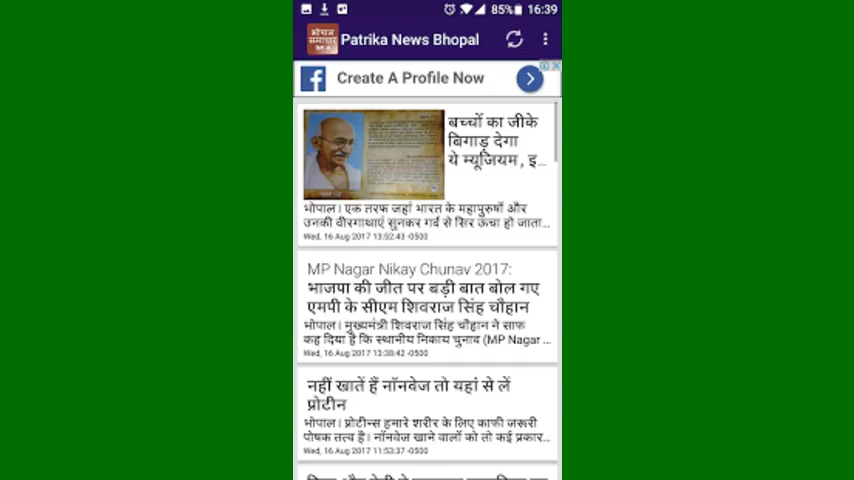 85% 16:39
भोपाल
समाचार
Patrika News Bhopal
Create A Profile Now
बच्चों का जीके
बिगाड़ देगा
ये म्यूजियम, इ...
भोपाल। एक तरफ जहां भारत के महापुरुषों और
उनकी वीरगाथाएं सुनकर गर्व से सिर ऊंचा हो जाता...
Wed, 16 Aug 2017 13:52:43 -0500
MP Nagar Nikay Chunav 2017:
भाजपा की जीत पर बड़ी बात बोल गए
एमपी के सीएम शिवराज सिंह चौहान
भोपाल। मुख्यमंत्री शिवराज सिंह चौहान ने साफ
कह दिया है कि स्थानीय निकाय चुनाव (MP Nagar ...
Wed, 16 Aug 2017 13:38:42 -0500
नहीं खातें हैं नॉनवेज तो यहां से लें
प्रोटीन
भोपाल। प्रोटीन्स हमारे शरीर के लिए काफी जरूरी
पोषक तत्व है। नॉनवेज खाने वालों को तो कई प्रकार...
Wed, 16 Aug 2017 11:53:37 -0500